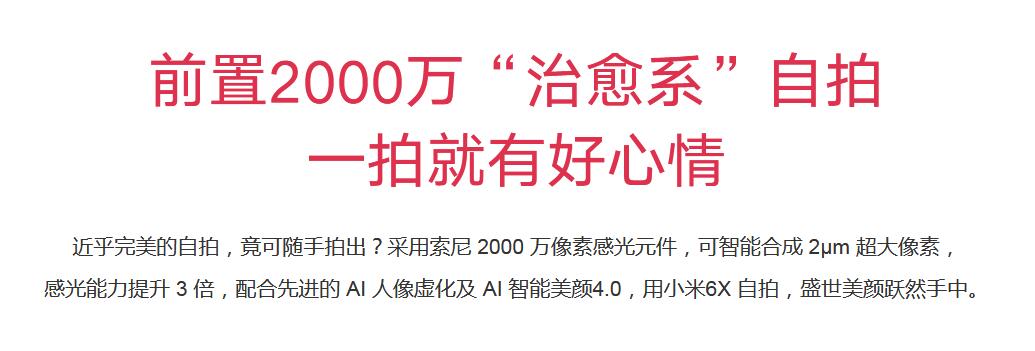 前置2000万“治愈系”自拍
一拍就有好心情
近乎完美的自拍，竟可随手拍出？采用索尼 2000 万像素感光元件，可智能合成 2μm 超大像素，
感光能力提升 3 倍，配合先进的 AI 人像虚化及 AI 智能美颜4.0，用小米6X 自拍，盛世美颜跃然手中。